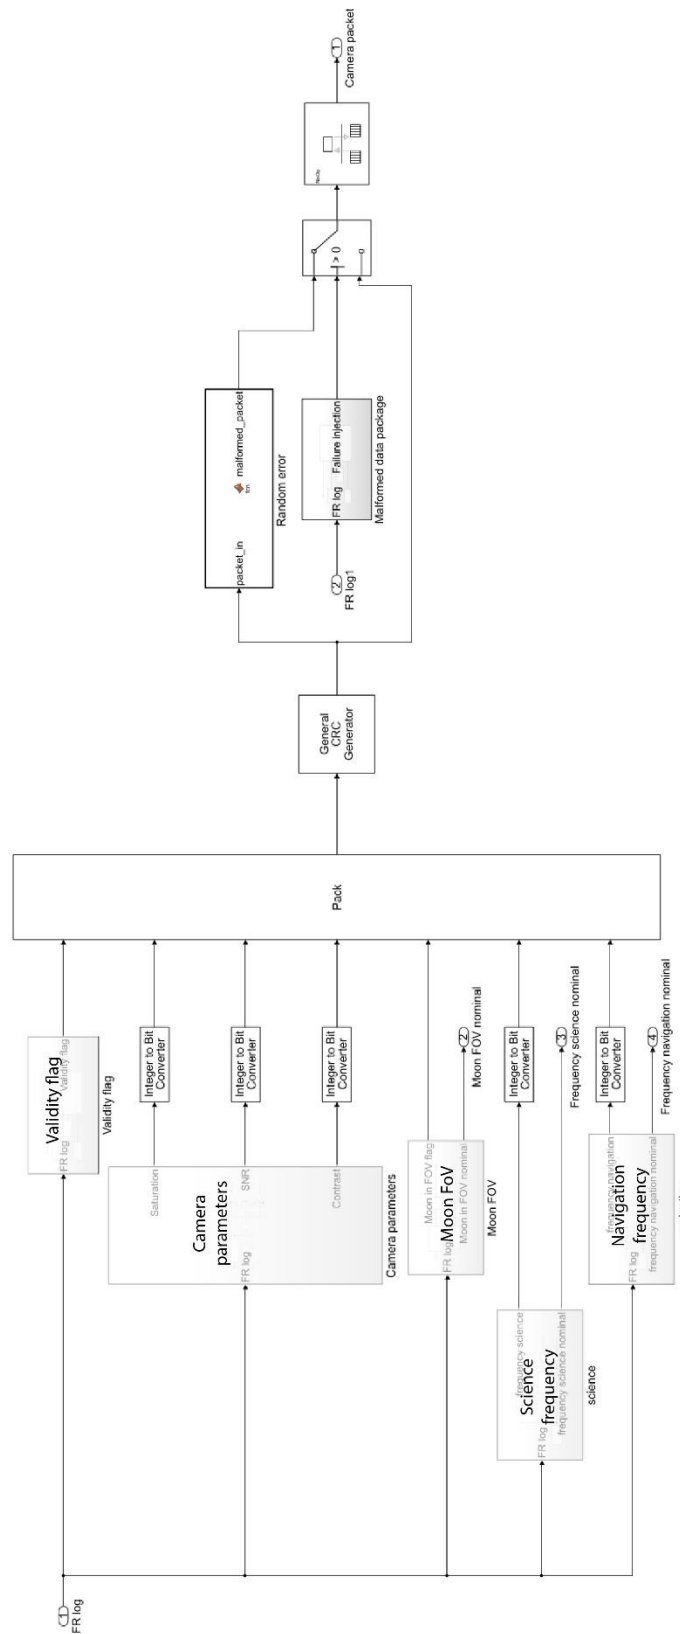 1
FR log
Validity flag
FR log
Validity flag
Validity flag
Camera
parameters
FR log
Saturation
SNR
Contrast
Camera parameters
Moon FoV
FR log
Moon in FOV flag
Moon in FOV nominal
Moon FOV
2
Moon FOV nominal
Science
frequency
FR log
frequency science
frequency science nominal
science
3
Frequency science nominal
Navigation
frequency
FR log
frequency navigation
frequency navigation nominal
4
Frequency navigation nominal
Integer to Bit
Converter
Integer to Bit
Converter
Integer to Bit
Converter
Integer to Bit
Converter
Integer to Bit
Converter
Pack
General
CRC
Generator
packet_in
malformed_packet
fcn
Random error
2
FR log1
FR log
Failure injection
Malformed data package
> 0
1
Camera packet